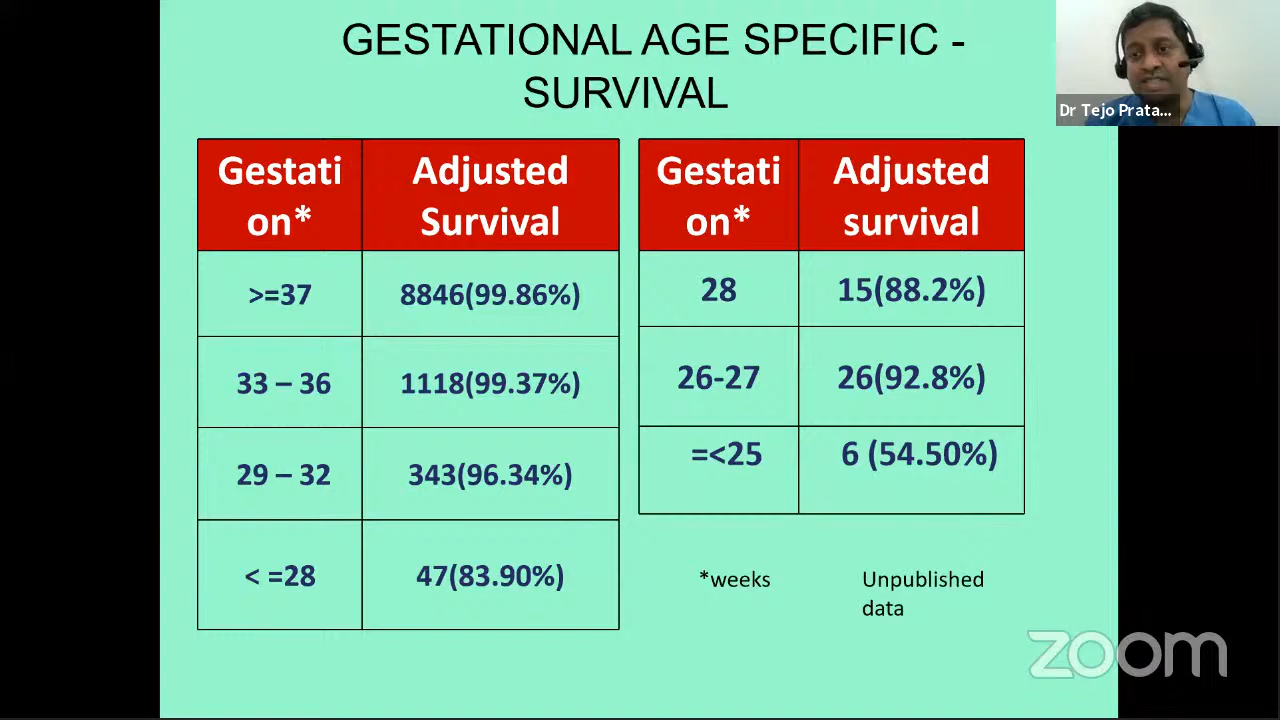 GESTATIONAL AGE SPECIFIC -
SURVIVAL
Dr Tejo Prata...
Gestati
on*
Adjusted
Survival
>=37
8846(99.86%)
33 – 36
1118(99.37%)
29 – 32
343(96.34%)
< =28
47(83.90%)
Gestati
on*
Adjusted
survival
28
15(88.2%)
26-27
26(92.8%)
=<25
6 (54.50%)
*weeks
Unpublished
data
zoom